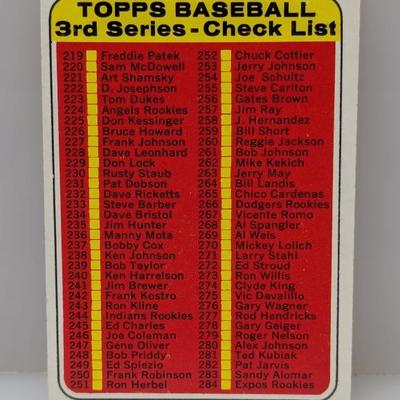 TOPPS BASEBALL
3rd Series - Check List
219 Freddie Patek
220 Sam McDowell
221 Art Shamsky
222 D. Josephson
223 Tom Dukes
224 Angels Rookies
225 Don Kessinger
226 Bruce Howard
227 Frank Johnson
228 Dave Leonhard
229 Don Lock
230 Rusty Staub
231 Pat Dobson
232 Dave Ricketts
233 Steve Barber
234 Dave Bristol
235 Jim Hunter
236 Manny Mota
237 Bobby Cox
238 Ken Johnson
239 Bob Taylor
240 Ken Harrelson
241 Jim Brewer
242 Frank Kostro
243 Ron Kline
244 Indians Rookies
245 Ed Charles
246 Joe Coleman
247 Gene Oliver
248 Bob Priddy
249 Ed Spiezio
250 Frank Robinson
251 Ron Herbel
252 Chuck Cottier
253 Jerry Johnson
254 Joe Schultz
255 Steve Carlton
256 Gates Brown
257 Jim Ray
258 J. Hernandez
259 Bill Short
260 Reggie Jackson
261 Bob Johnson
262 Mike Kekich
263 Jerry May
264 Bill Landis
265 Chico Cardenas
266 Dodgers Rookies
267 Vicente Romo
268 Al Spangler
269 Al Weis
270 Mickey Lolich
271 Larry Stahl
272 Ed Stroud
273 Ron Willis
274 Clyde King
275 Vic Davalillo
276 Gary Wagner
277 Rod Hendricks
278 Gary Geiger
279 Roger Nelson
280 Alex Johnson
281 Ted Kubiak
282 Pat Jarvis
283 Sandy Alomar
284 Expos Rookies